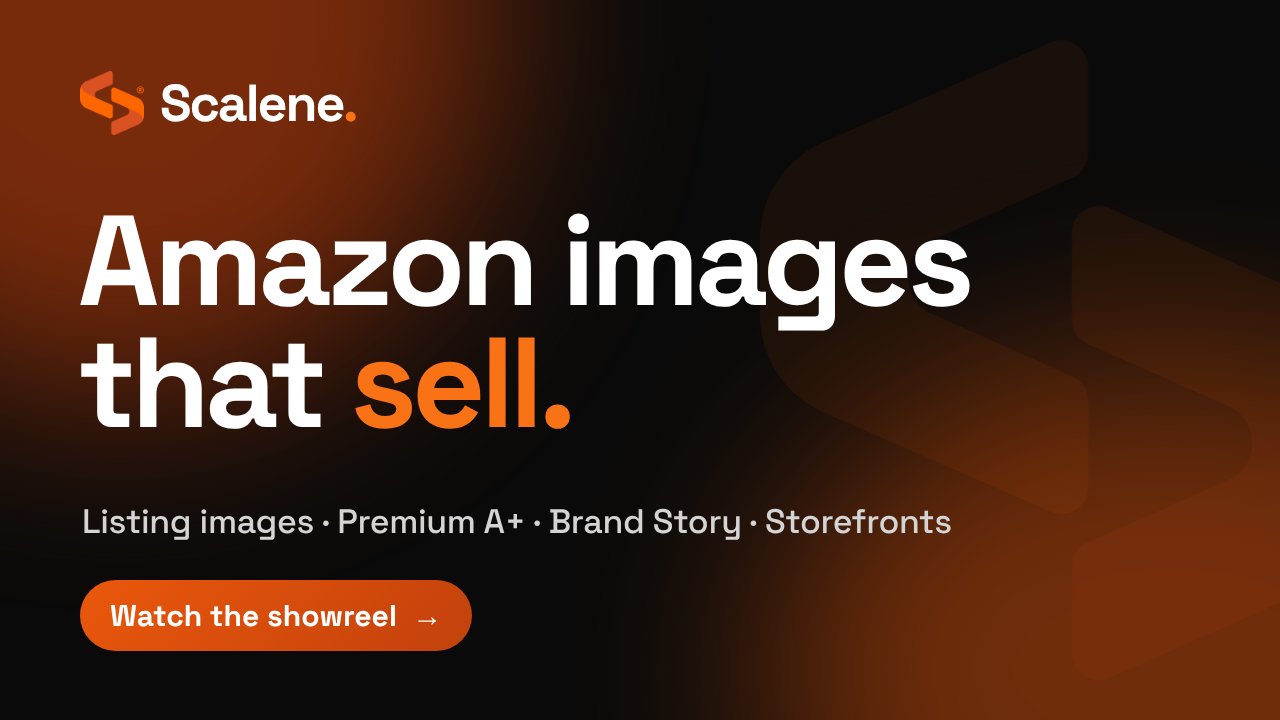 Scalene.
Amazon images
that sell.
Listing images · Premium A+ · Brand Story · Storefronts
Watch the showreel →